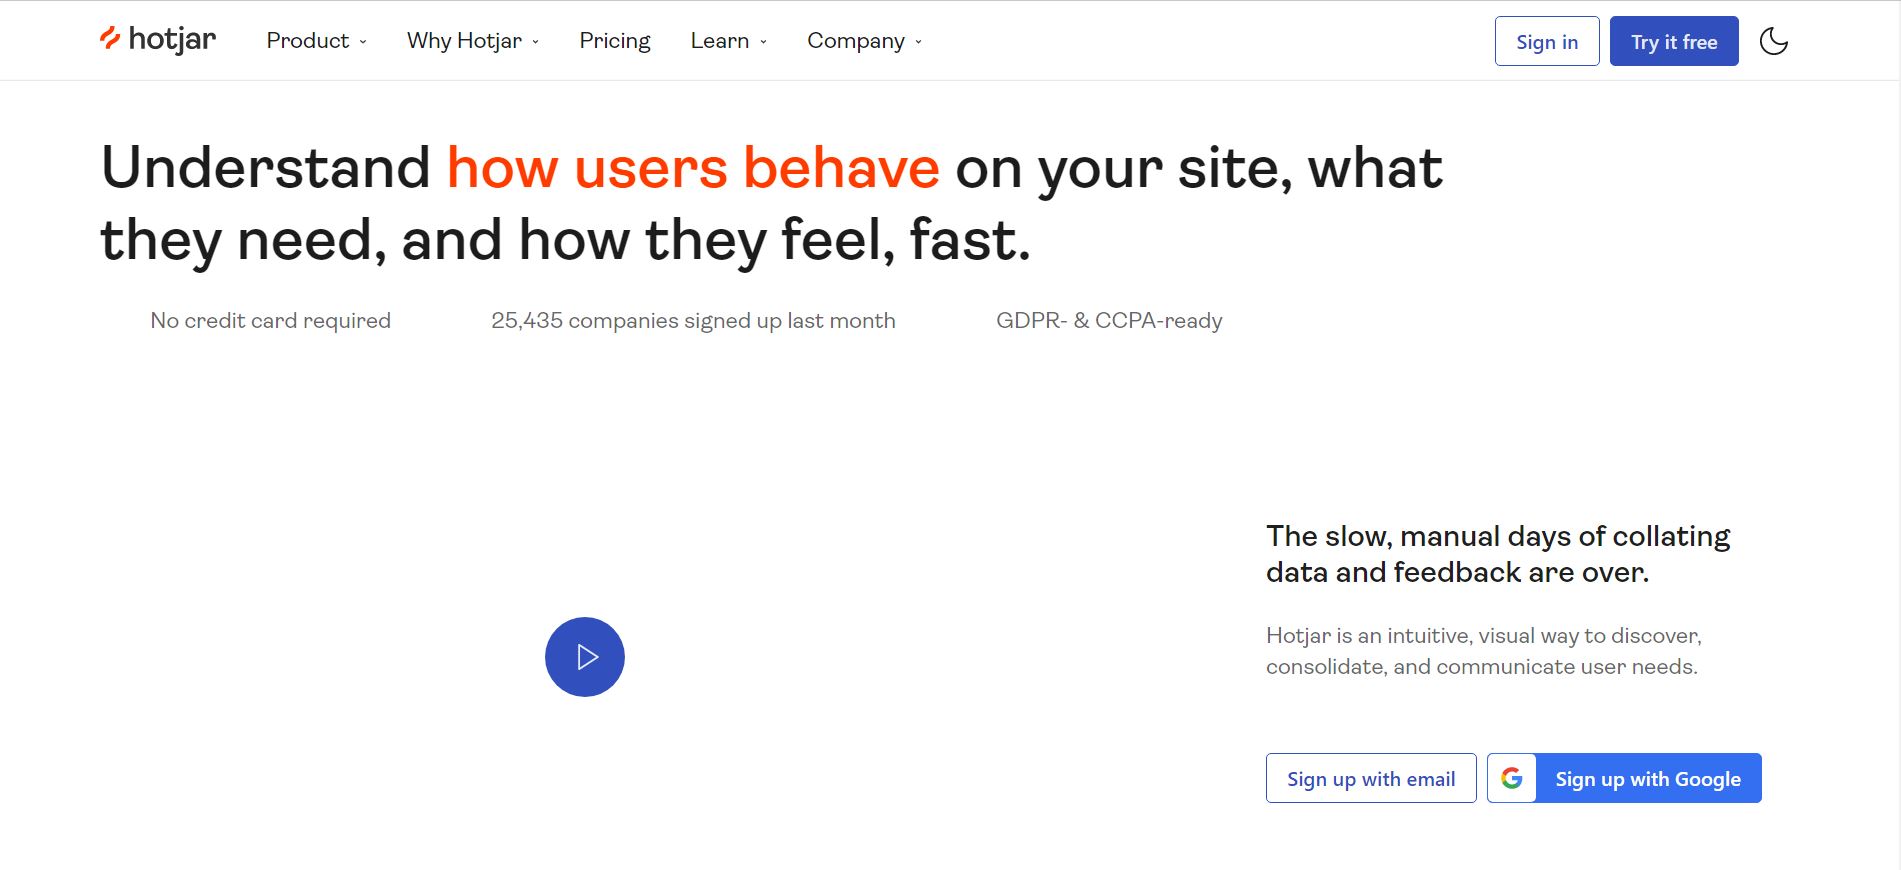 hotjar
Product
Why Hotjar
Pricing
Learn
Company
Sign in
Try it free
Understand how users behave on your site, what
they need, and how they feel, fast.
No credit card required
25,435 companies signed up last month
GDPR- & CCPA-ready
The slow, manual days of collating
data and feedback are over.
Hotjar is an intuitive, visual way to discover,
consolidate, and communicate user needs.
Sign up with email
G
Sign up with Google